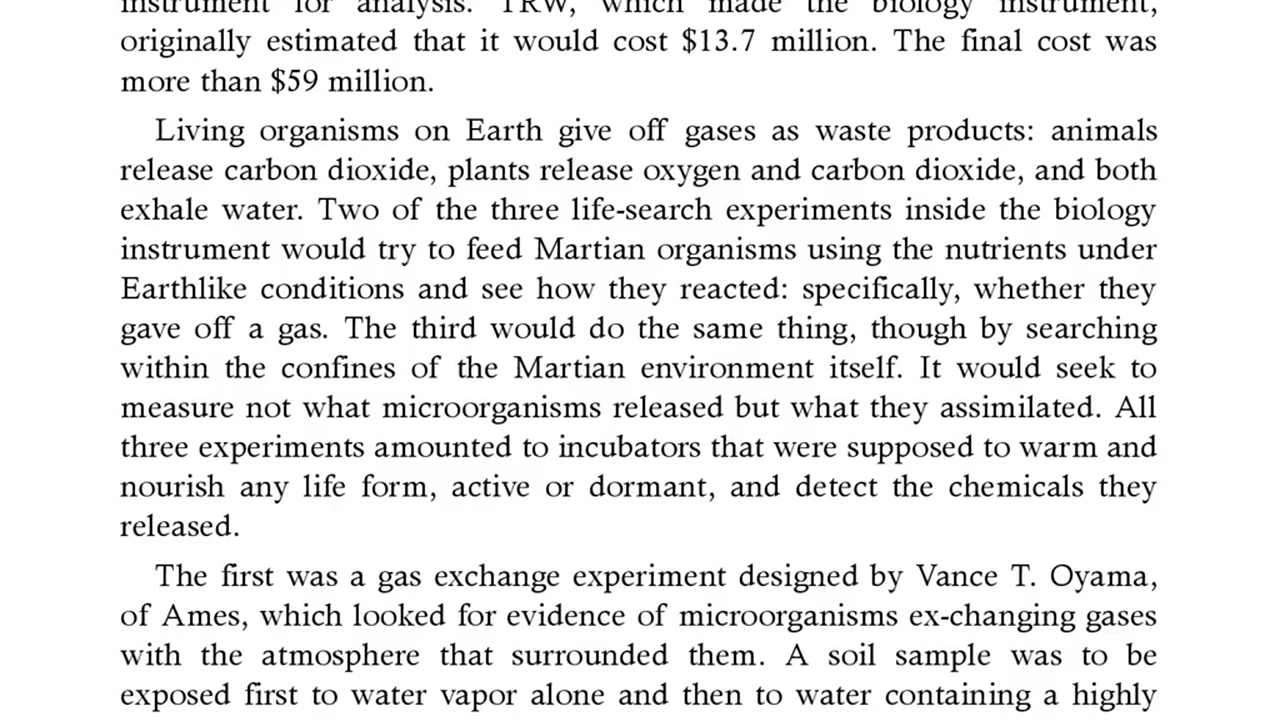 instrument for analysis. TRW, which made the biology instrument,
originally estimated that it would cost $13.7 million. The final cost was
more than $59 million.
Living organisms on Earth give off gases as waste products: animals
release carbon dioxide, plants release oxygen and carbon dioxide, and both
exhale water. Two of the three life-search experiments inside the biology
instrument would try to feed Martian organisms using the nutrients under
Earthlike conditions and see how they reacted: specifically, whether they
gave off a gas. The third would do the same thing, though by searching
within the confines of the Martian environment itself. It would seek to
measure not what microorganisms released but what they assimilated. All
three experiments amounted to incubators that were supposed to warm and
nourish any life form, active or dormant, and detect the chemicals they
released.
The first was a gas exchange experiment designed by Vance T. Oyama,
of Ames, which looked for evidence of microorganisms ex-changing gases
with the atmosphere that surrounded them. A soil sample was to be
exposed first to water vapor alone and then to water containing a highly